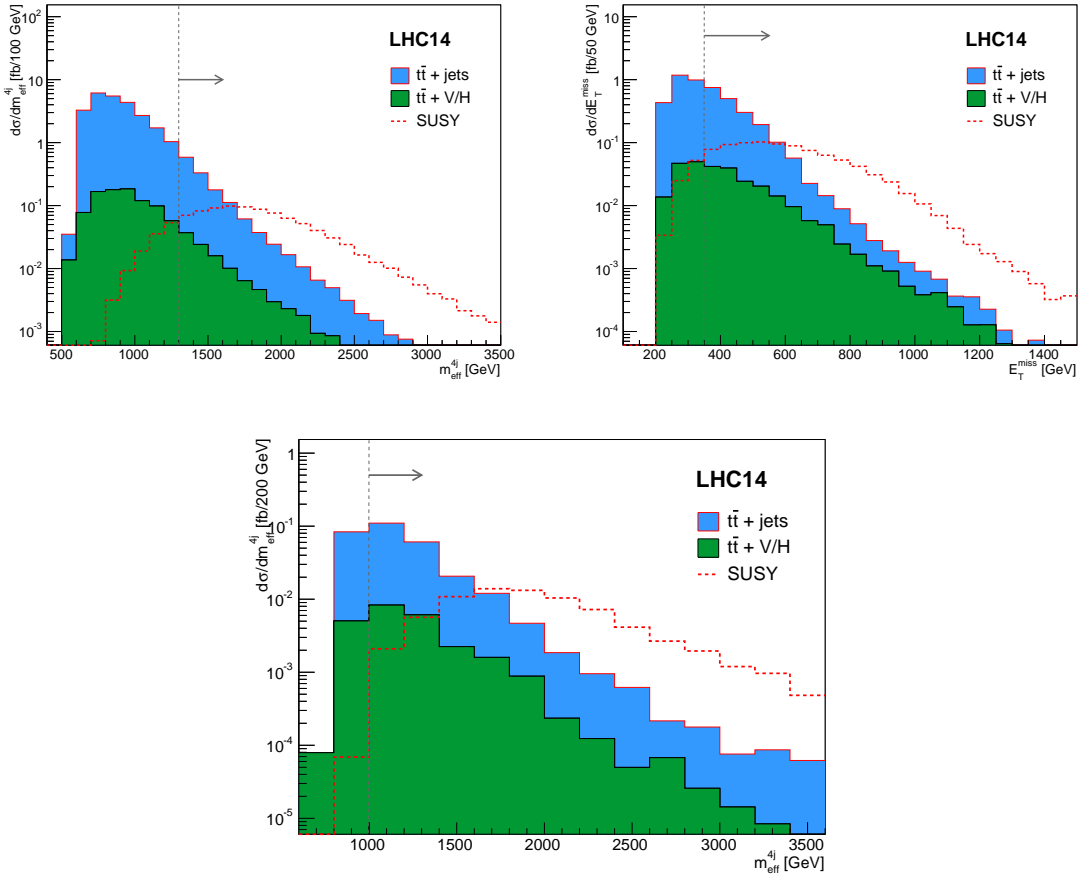 dσ/dm_eff^4j [fb/100 GeV]
10²
10
1
10⁻¹
10⁻²
10⁻³
LHC14
tt̄ + jets
tt̄ + V/H
SUSY
500 1000 1500 2000 2500 3000 3500
m_eff^4j [GeV]
dσ/dE_T^miss [fb/50 GeV]
10
1
10⁻¹
10⁻²
10⁻³
10⁻⁴
LHC14
tt̄ + jets
tt̄ + V/H
SUSY
200 400 600 800 1000 1200 1400
E_T^miss [GeV]
dσ/dm_eff^4j [fb/200 GeV]
1
10⁻¹
10⁻²
10⁻³
10⁻⁴
10⁻⁵
LHC14
tt̄ + jets
tt̄ + V/H
SUSY
1000 1500 2000 2500 3000 3500
m_eff^4j [GeV]